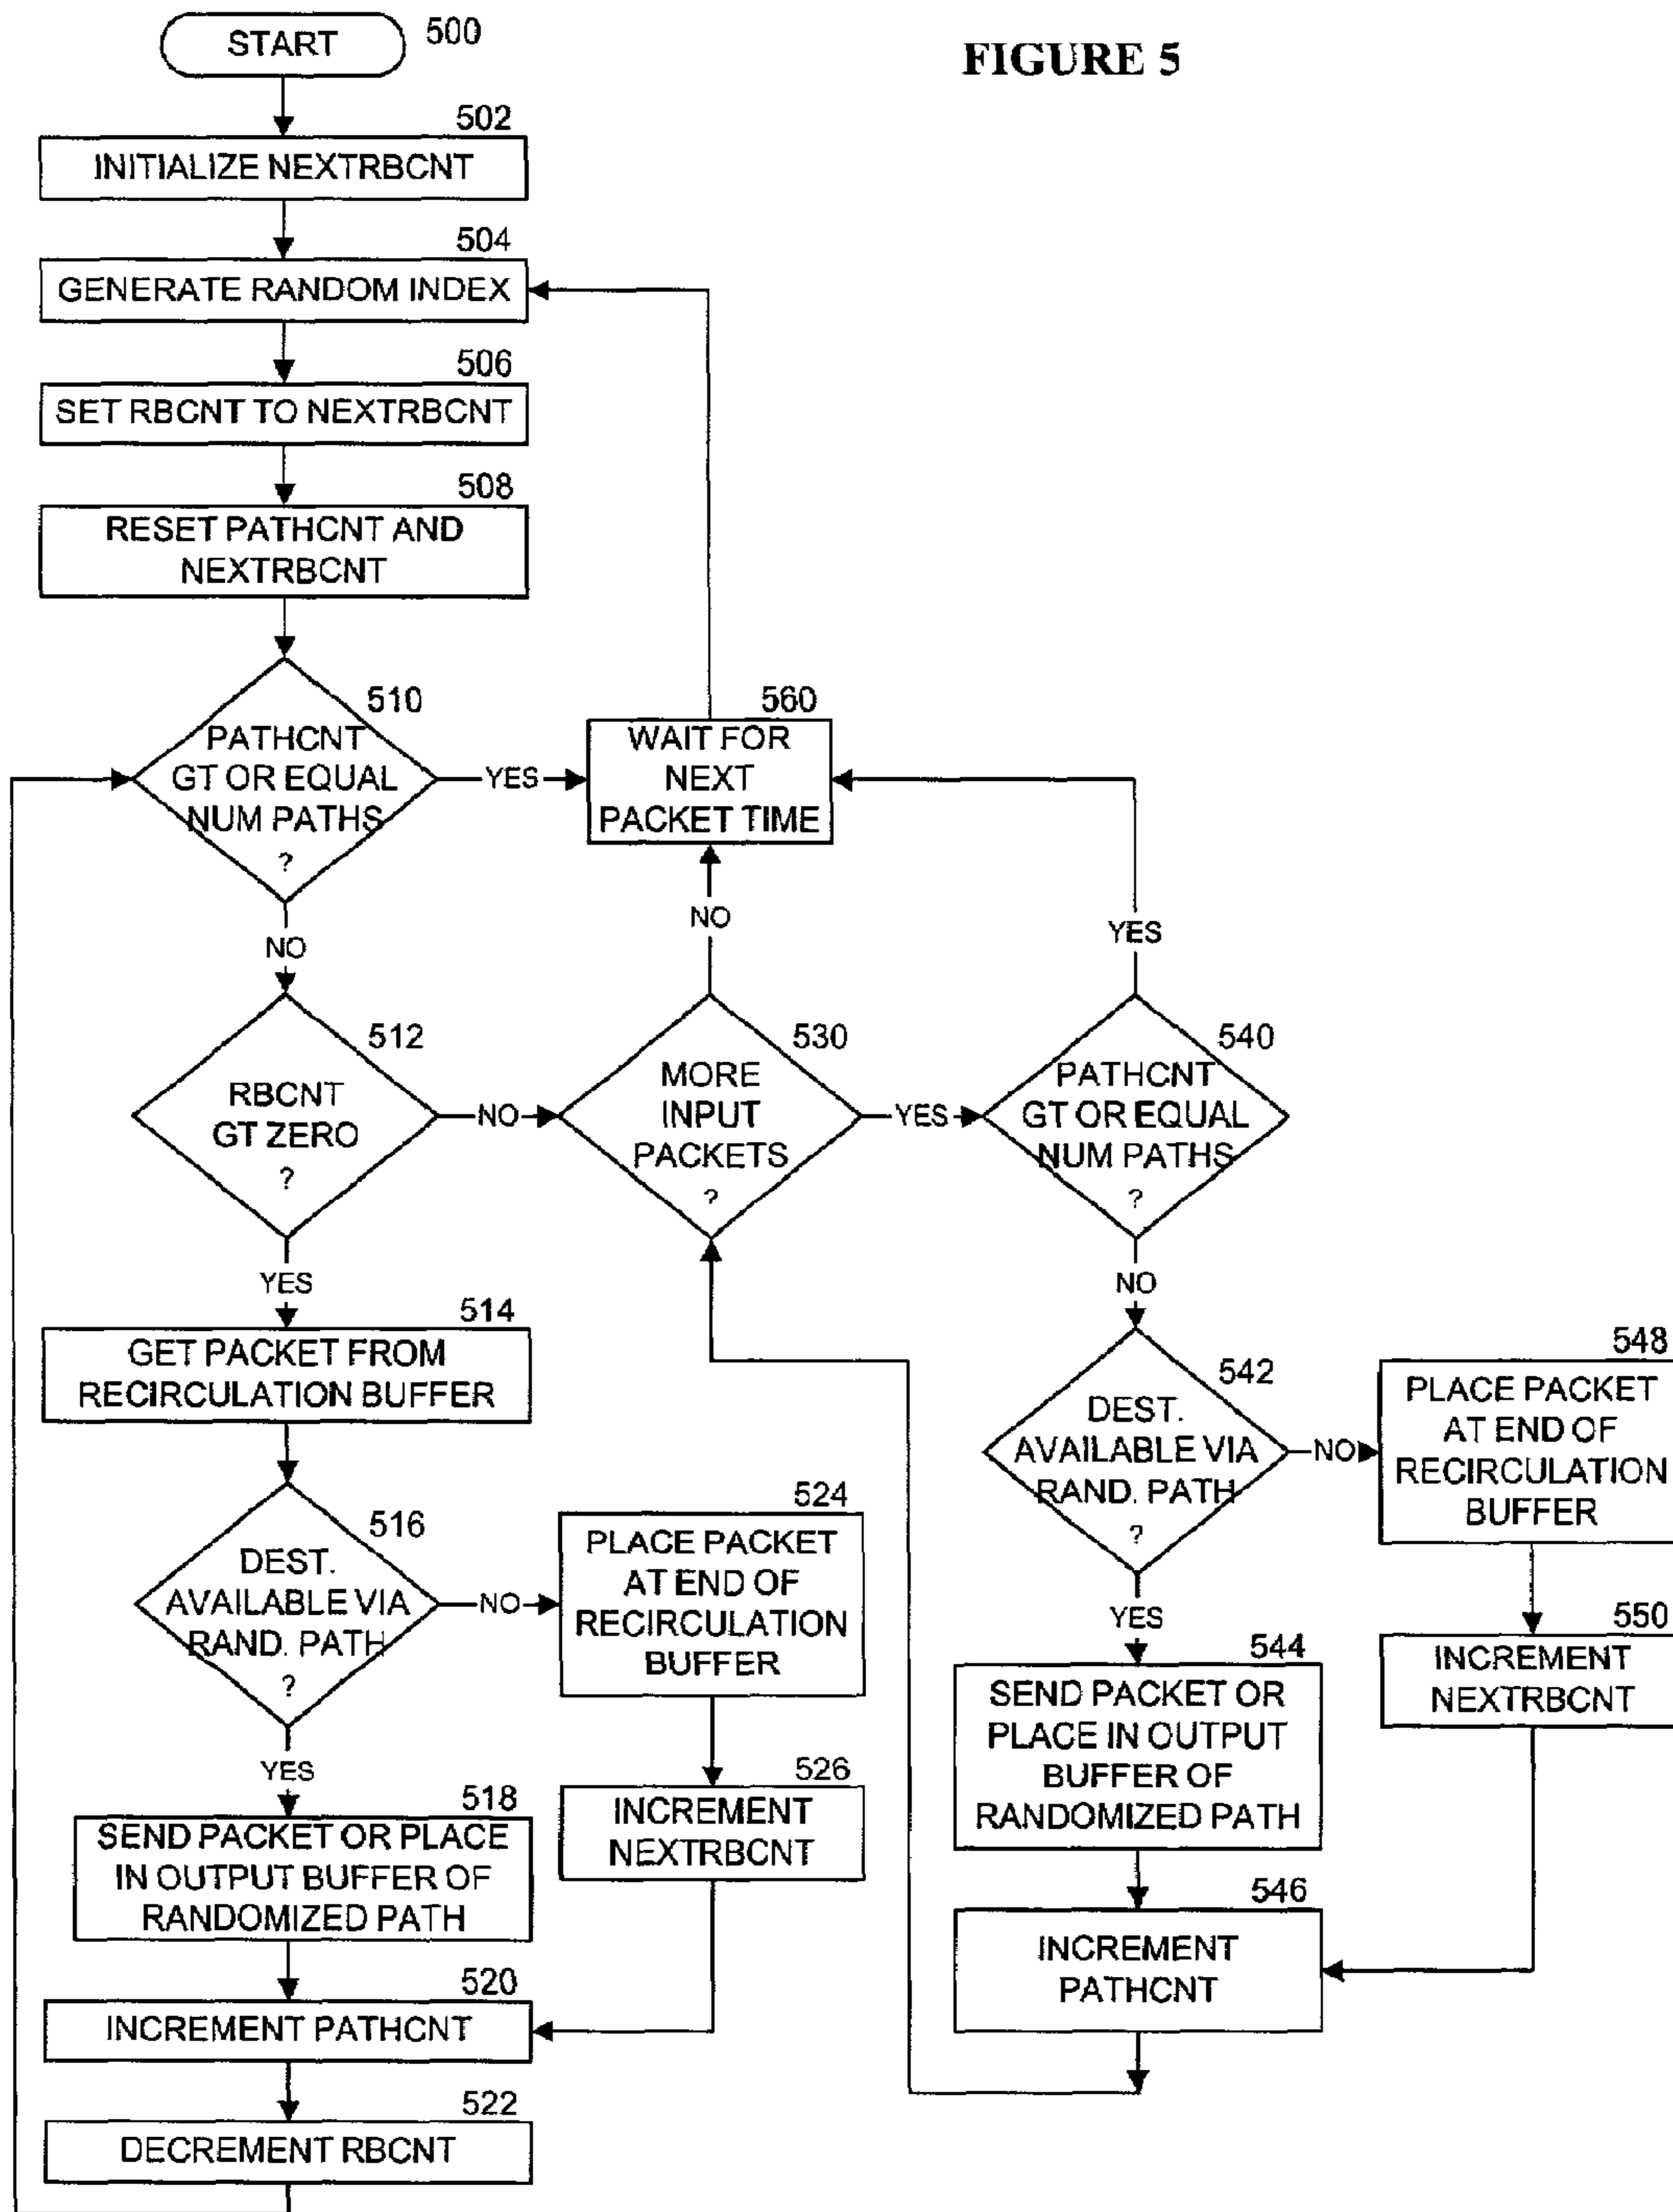 START
500
FIGURE 5
502
INITIALIZE NEXTRBCNT
504
GENERATE RANDOM INDEX
506
SET RBCNT TO NEXTRBCNT
508
RESET PATHCNT AND
NEXTRBCNT
510
PATHCNT
GT OR EQUAL
NUM PATHS
?
YES
NO
560
WAIT FOR
NEXT
PACKET TIME
NO
YES
512
RBCNT
GT ZERO
?
NO
YES
530
MORE
INPUT
PACKETS
?
YES
540
PATHCNT
GT OR EQUAL
NUM PATHS
?
NO
514
GET PACKET FROM
RECIRCULATION BUFFER
516
DEST.
AVAILABLE VIA
RAND. PATH
?
NO
YES
524
PLACE PACKET
AT END OF
RECIRCULATION
BUFFER
526
INCREMENT
NEXTRBCNT
518
SEND PACKET OR PLACE
IN OUTPUT BUFFER OF
RANDOMIZED PATH
520
INCREMENT PATHCNT
522
DECREMENT RBCNT
542
DEST.
AVAILABLE VIA
RAND. PATH
?
NO
YES
548
PLACE PACKET
AT END OF
RECIRCULATION
BUFFER
550
INCREMENT
NEXTRBCNT
544
SEND PACKET OR
PLACE IN OUTPUT
BUFFER OF
RANDOMIZED PATH
546
INCREMENT
PATHCNT